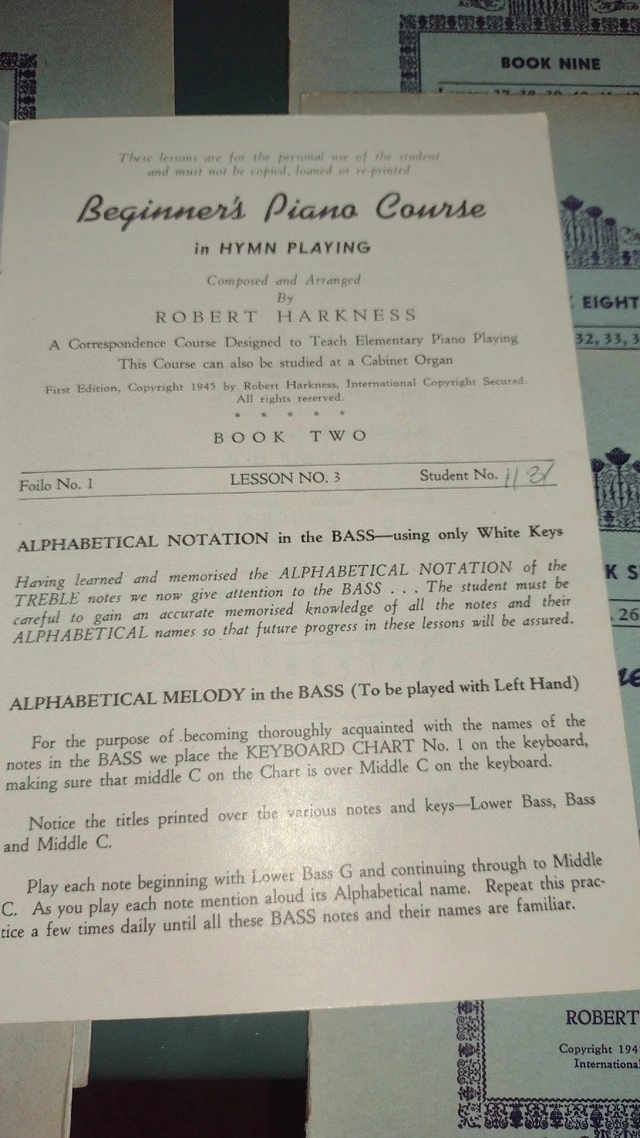 These lessons are for the personal use of the student
and must not be copied, loaned or re-printed
Beginner's Piano Course
in HYMN PLAYING
Composed and Arranged
By
ROBERT HARKNESS
A Correspondence Course Designed to Teach Elementary Piano Playing
This Course can also be studied at a Cabinet Organ
First Edition, Copyright 1945 by Robert Harkness, International Copyright Secured.
All rights reserved.
* * * * *
BOOK TWO
Foilo No. 1 LESSON NO. 3 Student No.
ALPHABETICAL NOTATION in the BASS—using only White Keys
Having learned and memorised the ALPHABETICAL NOTATION of the
TREBLE notes we now give attention to the BASS . . . The student must be
careful to gain an accurate memorised knowledge of all the notes and their
ALPHABETICAL names so that future progress in these lessons will be assured.
ALPHABETICAL MELODY in the BASS (To be played with Left Hand)
For the purpose of .becoming thoroughly acquainted with the names of the
notes in the BASS we place the KEYBOARD CHART No. 1 on the keyboard,
making sure that middle C on the Chart is over Middle C on the keyboard.
Notice the titles printed over the various notes and keys—Lower Bass, Bass
and Middle C.
Play each note beginning with Lower Bass G and continuing through to Middle
C. As you play each note mention aloud its Alphabetical name. Repeat this prac-
tice a few times daily until all these BASS notes and their names are familiar.
BOOK NINE
EIGHT
32, 33, 3
K S
26
ROBERT
Copyright 194
International